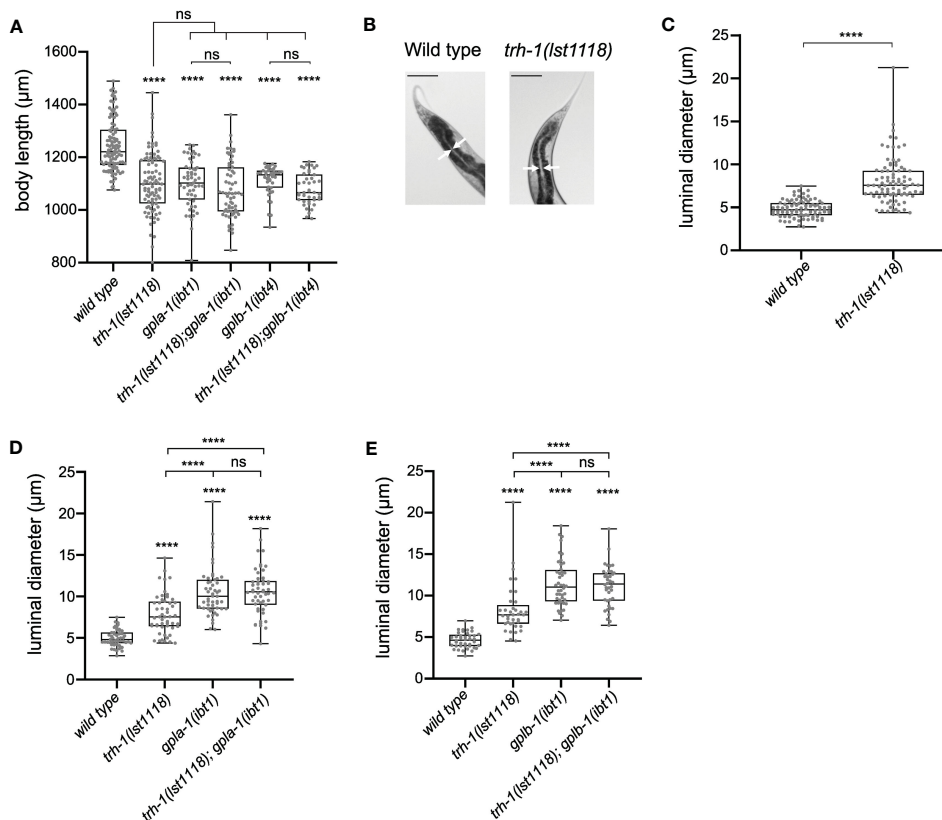 A
ns
ns
ns
**** **** **** **** ****
body length (µm)
1600
1400
1200
1000
800
wild type
trh-1(lst1118)
gpla-1(ibt1)
trh-1(lst1118);gpla-1(ibt1)
gplb-1(ibt4)
trh-1(lst1118);gplb-1(ibt4)
B
Wild type trh-1(lst1118)
C
****
luminal diameter (µm)
25
20
15
10
5
0
wild type
trh-1(lst1118)
D
****
**** ns
****
****
****
luminal diameter (µm)
25
20
15
10
5
0
wild type
trh-1(lst1118)
gpla-1(ibt1)
trh-1(lst1118); gpla-1(ibt1)
E
****
**** ns
**** **** ****
luminal diameter (µm)
25
20
15
10
5
0
wild type
trh-1(lst1118)
gplb-1(ibt1)
trh-1(lst1118); gplb-1(ibt1)